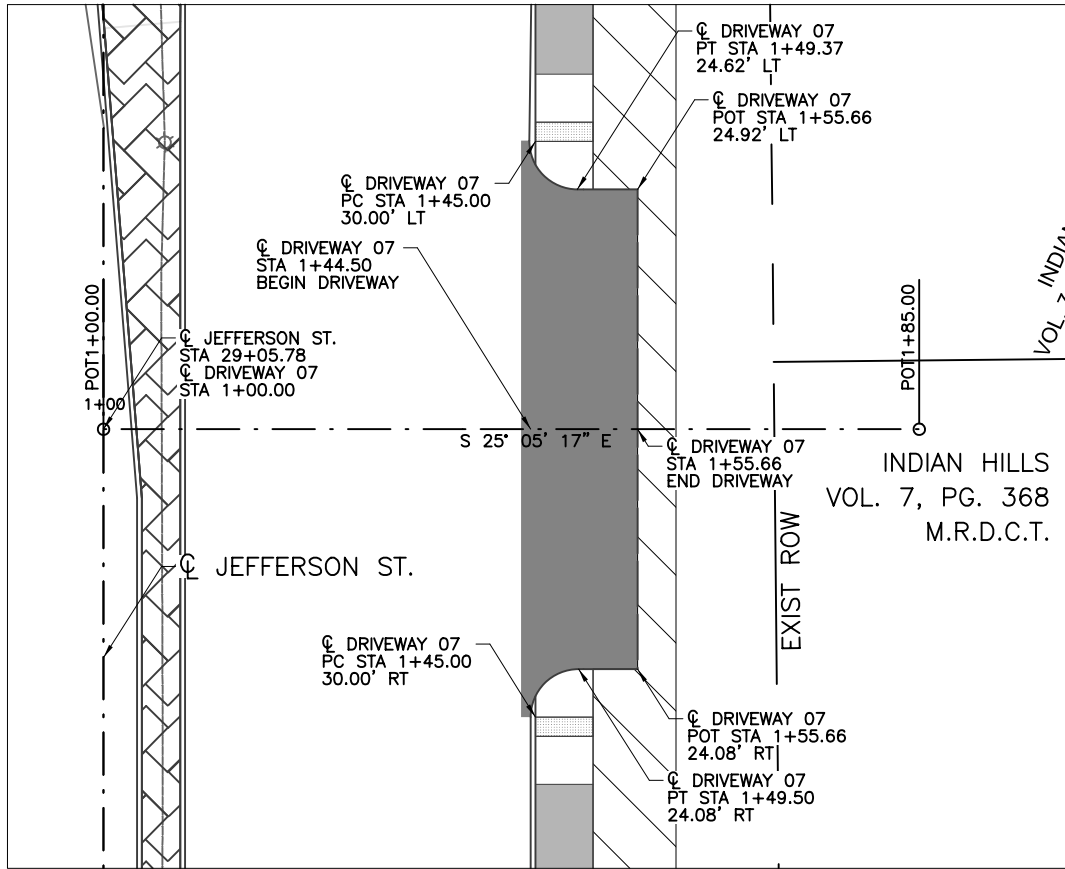 ℄ DRIVEWAY 07
PT STA 1+49.37
24.62' LT
℄ DRIVEWAY 07
POT STA 1+55.66
24.92' LT
℄ DRIVEWAY 07
PC STA 1+45.00
30.00' LT
℄ DRIVEWAY 07
STA 1+44.50
BEGIN DRIVEWAY
INDIAN
VOL. 7
POT1+00.00
1+00
℄ JEFFERSON ST.
STA 29+05.78
℄ DRIVEWAY 07
STA 1+00.00
POT1+85.00
S 25° 05' 17" E
℄ DRIVEWAY 07
STA 1+55.66
END DRIVEWAY
INDIAN HILLS
VOL. 7, PG. 368
M.R.D.C.T.
EXIST ROW
℄ JEFFERSON ST.
℄ DRIVEWAY 07
PC STA 1+45.00
30.00' RT
℄ DRIVEWAY 07
POT STA 1+55.66
24.08' RT
℄ DRIVEWAY 07
PT STA 1+49.50
24.08' RT